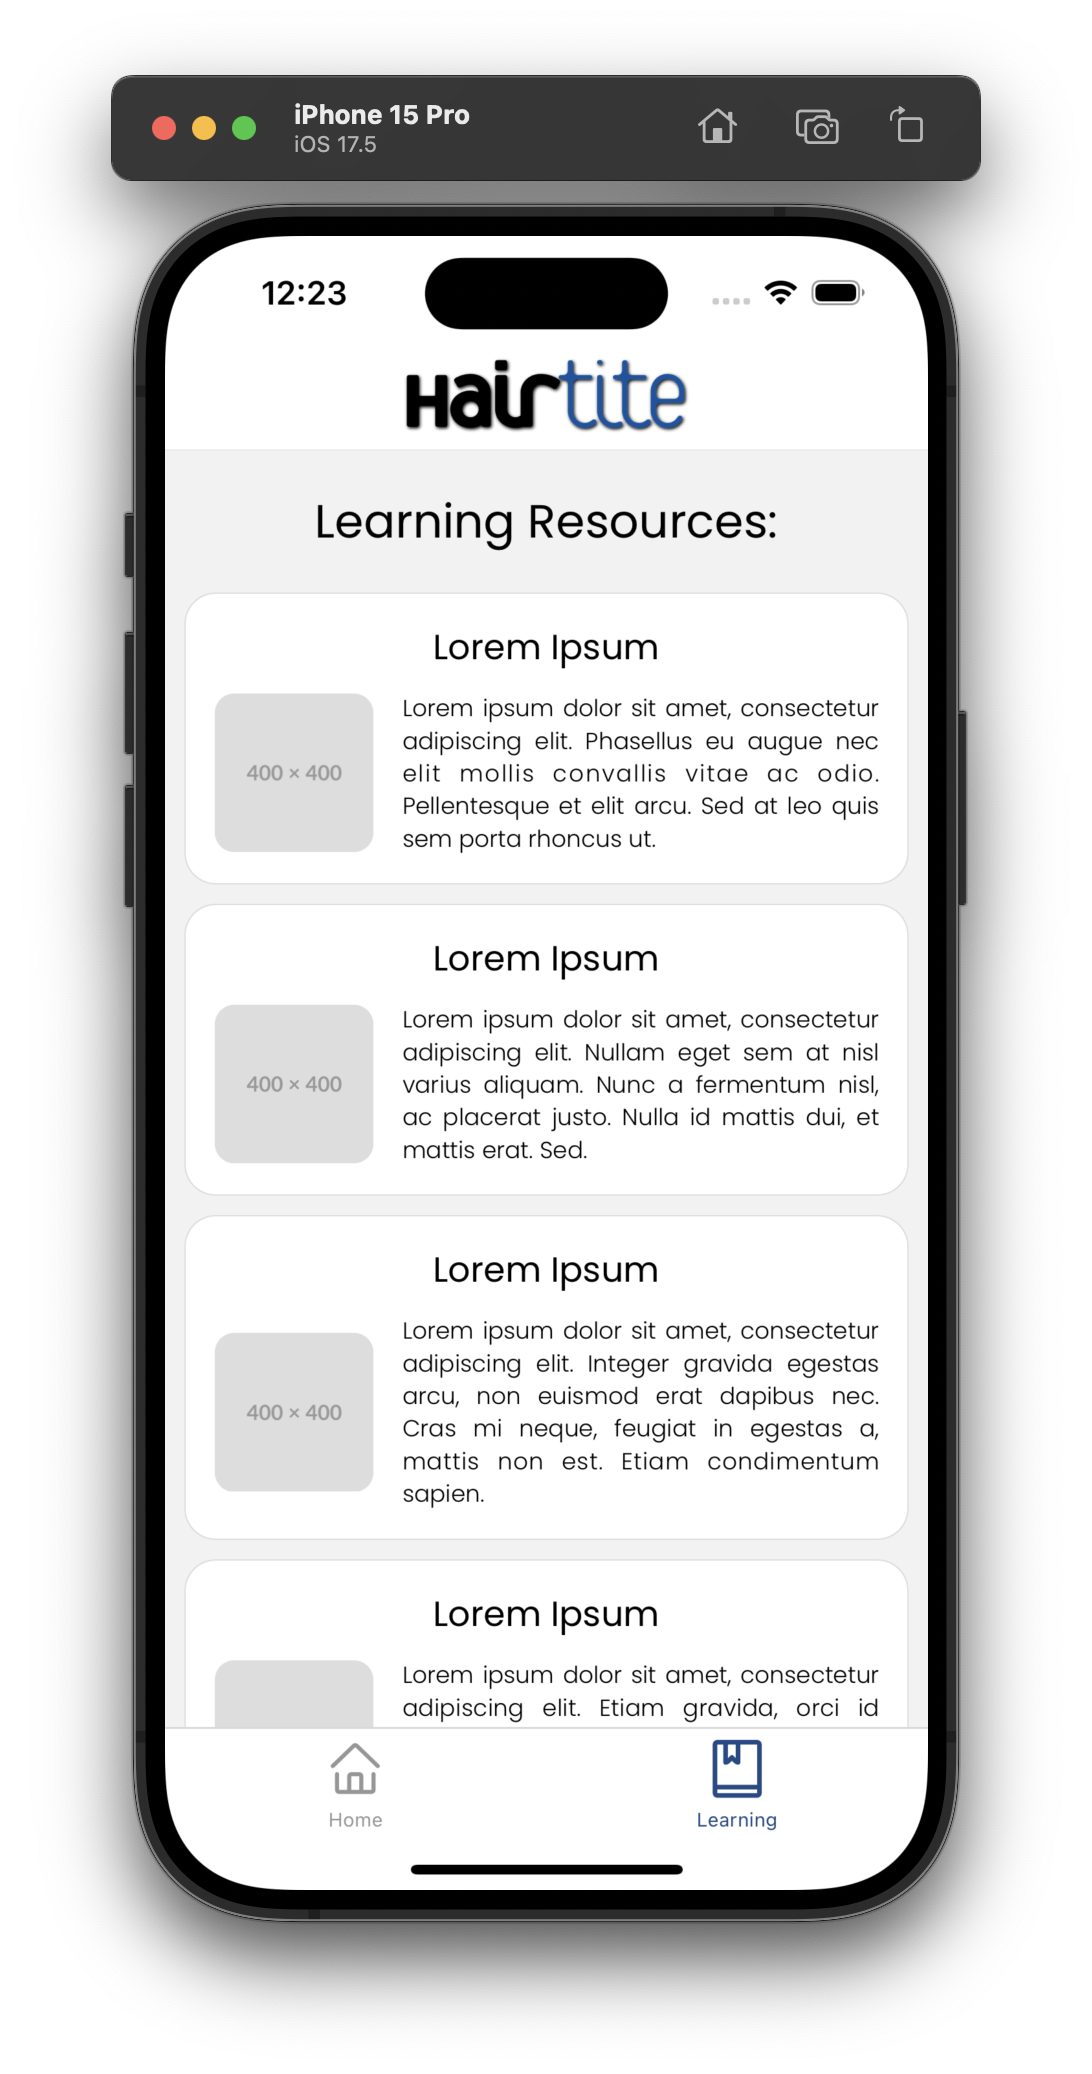 iPhone 15 Pro
iOS 17.5
12:23
Hairtite
Learning Resources:
Lorem Ipsum
400 × 400
Lorem ipsum dolor sit amet, consectetur
adipiscing elit. Phasellus eu augue nec
elit mollis convallis vitae ac odio.
Pellentesque et elit arcu. Sed at leo quis
sem porta rhoncus ut.
Lorem Ipsum
400 × 400
Lorem ipsum dolor sit amet, consectetur
adipiscing elit. Nullam eget sem at nisl
varius aliquam. Nunc a fermentum nisl,
ac placerat justo. Nulla id mattis dui, et
mattis erat. Sed.
Lorem Ipsum
400 × 400
Lorem ipsum dolor sit amet, consectetur
adipiscing elit. Integer gravida egestas
arcu, non euismod erat dapibus nec.
Cras mi neque, feugiat in egestas a,
mattis non est. Etiam condimentum
sapien.
Lorem Ipsum
Lorem ipsum dolor sit amet, consectetur
adipiscing elit. Etiam gravida, orci id
Home
Learning